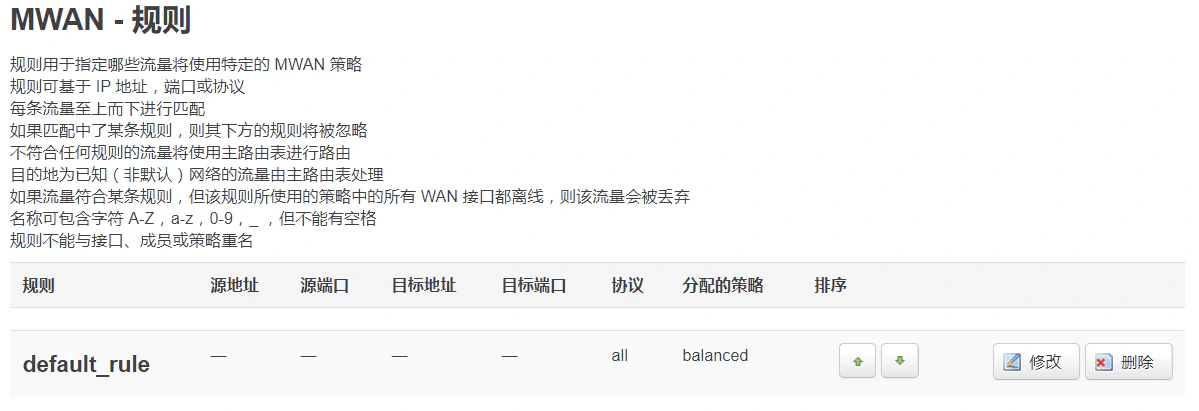 MWAN - 规则
规则用于指定哪些流量将使用特定的 MWAN 策略
规则可基于 IP 地址，端口或协议
每条流量至上而下进行匹配
如果匹配中了某条规则，则其下方的规则将被忽略
不符合任何规则的流量将使用主路由表进行路由
目的地为已知（非默认）网络的流量由主路由表处理
如果流量符合某条规则，但该规则所使用的策略中的所有 WAN 接口都离线，则该流量会被丢弃
名称可包含字符 A-Z，a-z，0-9，_ ，但不能有空格
规则不能与接口、成员或策略重名
规则 源地址 源端口 目标地址 目标端口 协议 分配的策略 排序
default_rule — — — — all balanced 修改 删除